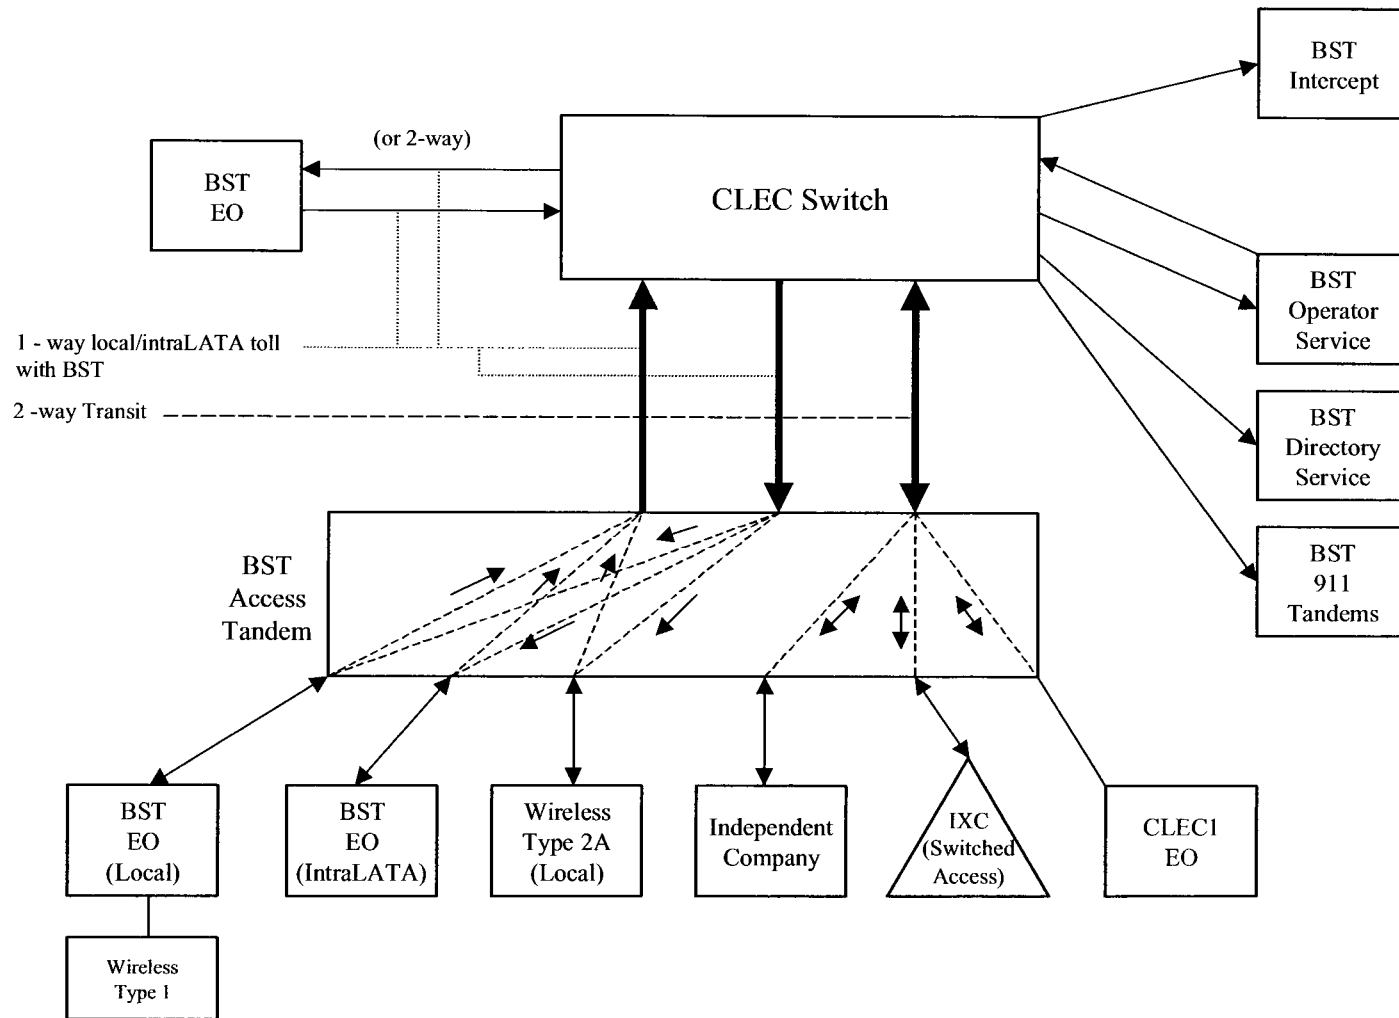 BST
Intercept
(or 2-way)
BST
EO
CLEC Switch
BST
Operator
Service
1 - way local/intraLATA toll
with BST
2 -way Transit
BST
Directory
Service
BST
911
Tandems
BST
Access
Tandem
BST
EO
(Local)
BST
EO
(IntraLATA)
Wireless
Type 2A
(Local)
Independent
Company
IXC
(Switched
Access)
CLEC1
EO
Wireless
Type 1